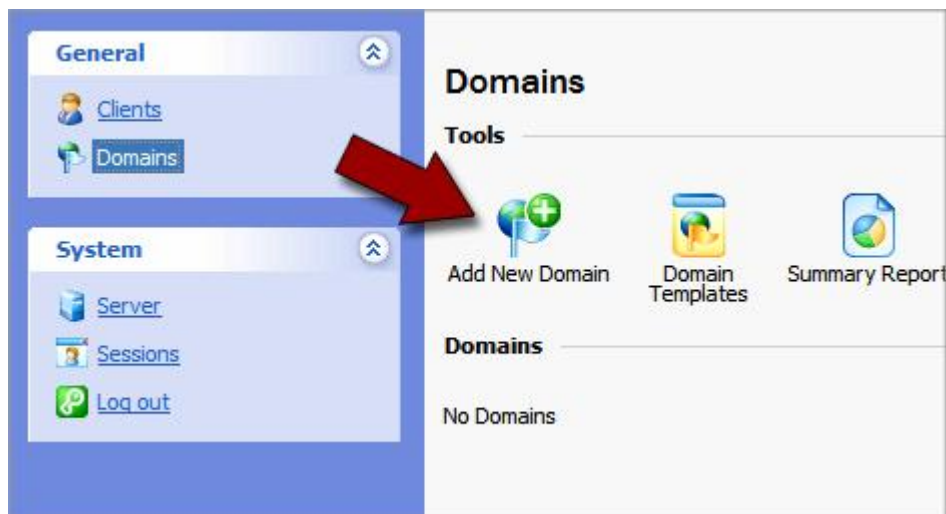 General
Clients
Domains
System
Server
Sessions
Log out
Domains
Tools
Add New Domain
Domain
Templates
Summary Report
Domains
No Domains